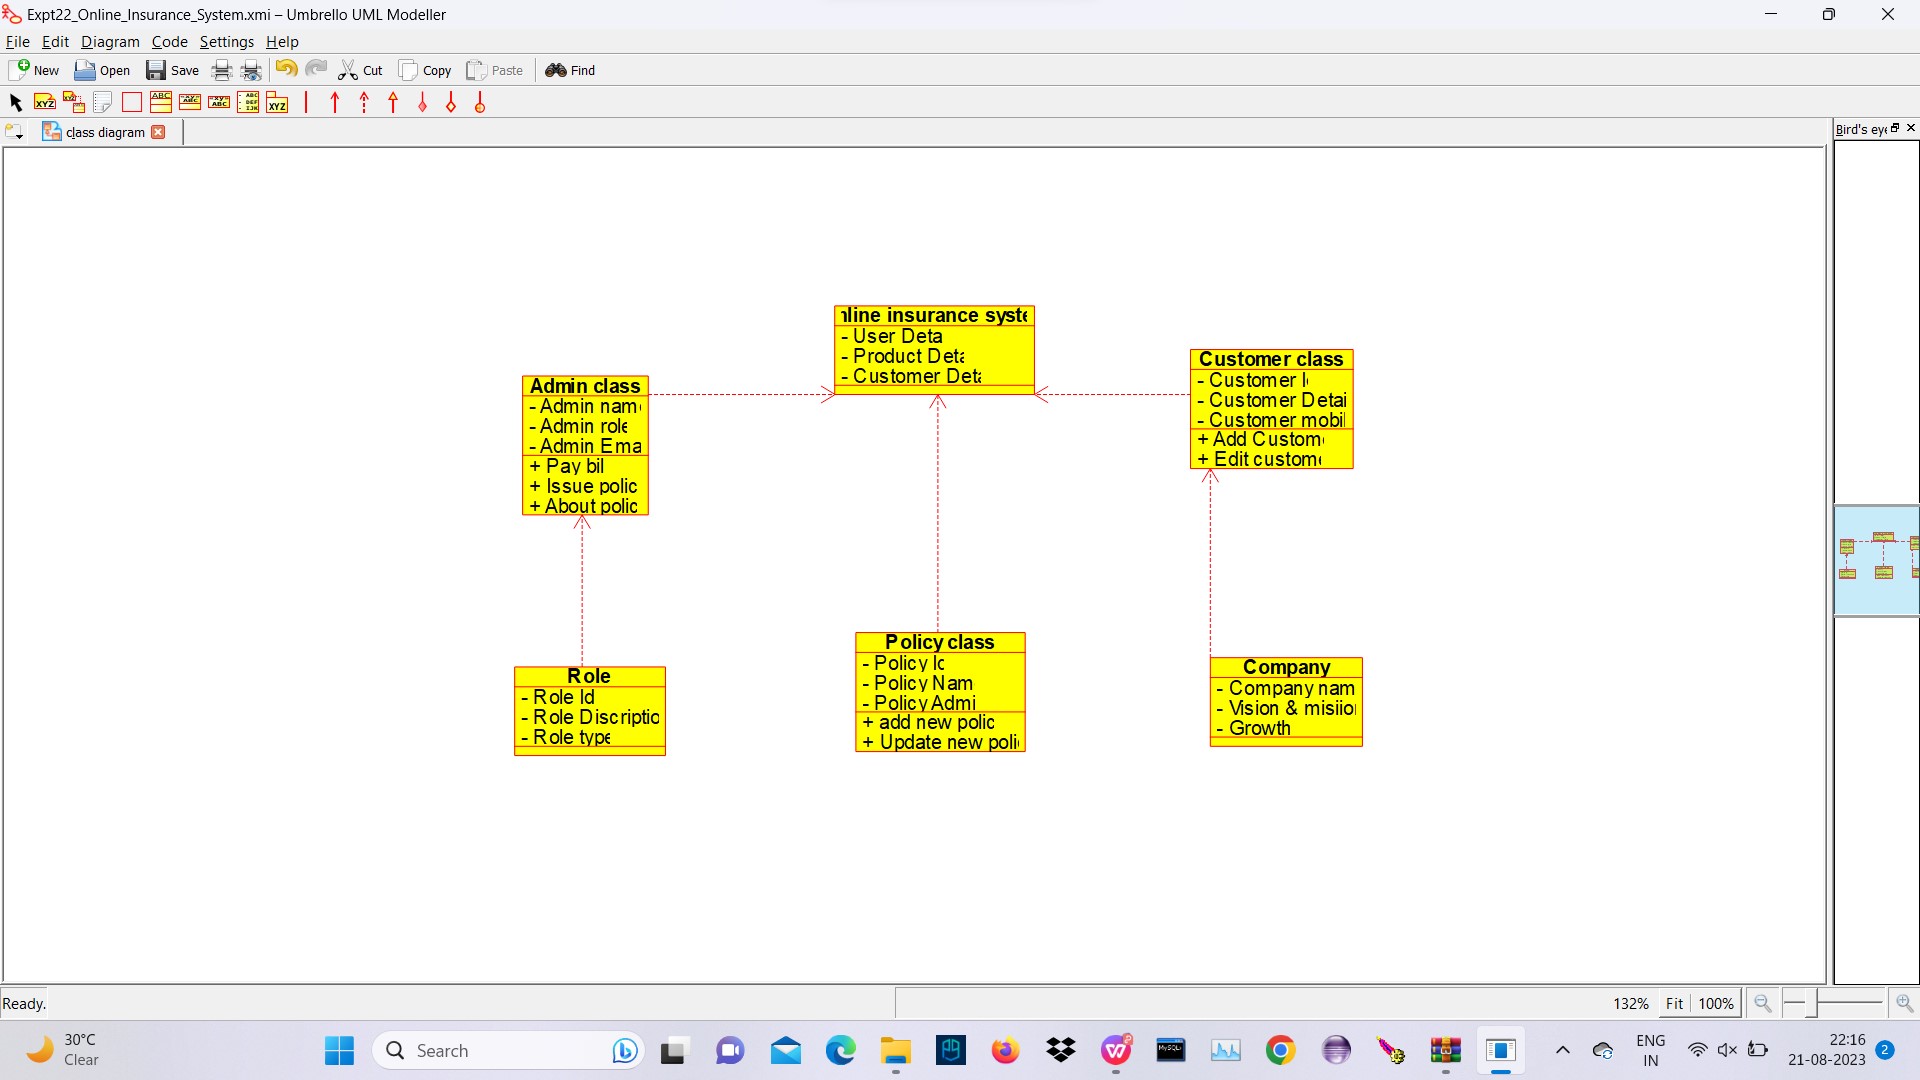 Expt22_Online_Insurance_System.xmi – Umbrello UML Modeller
File Edit Diagram Code Settings Help
New Open Save Cut Copy Paste Find
class diagram
Bird's eye
nline insurance syste
- User Deta
- Product Deta
- Customer Deta
Customer class
- Customer I
- Customer Detai
- Customer mobil
+ Add Custom
+ Edit custome
Admin class
- Admin nam
- Admin role
- Admin Ema
+ Pay bil
+ Issue polic
+ About polic
Policy class
- Policy Id
- Policy Nam
- Policy Admi
+ add new polic
+ Update new poli
Role
- Role Id
- Role Discriptio
- Role type
Company
- Company nam
- Vision & misiion
- Growth
Ready.
132% Fit 100%
30°C
Clear
Search
ENG
IN
22:16
21-08-2023
2